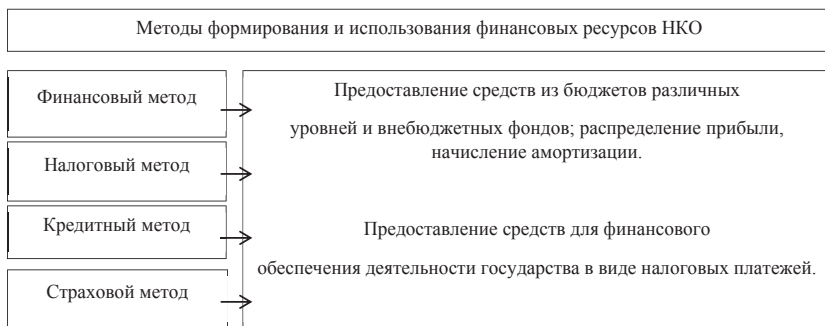 Методы формирования и использования финансовых ресурсов НКО
Финансовый метод
Налоговый метод
Кредитный метод
Страховой метод
Предоставление средств из бюджетов различных
уровней и внебюджетных фондов; распределение прибыли,
начисление амортизации.
Предоставление средств для финансового
обеспечения деятельности государства в виде налоговых платежей.